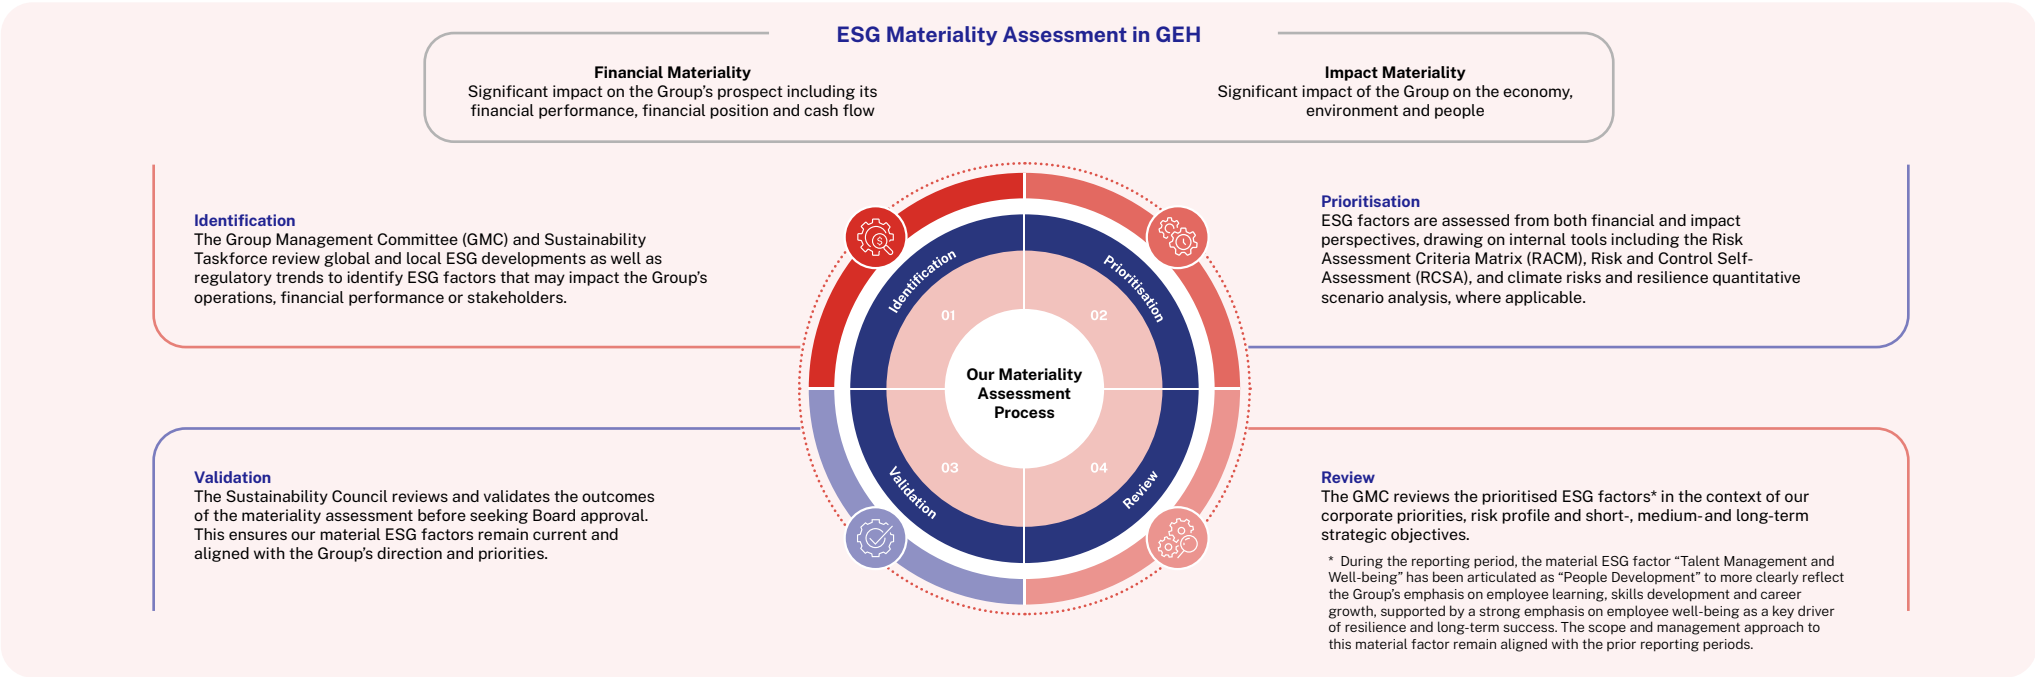 ESG Materiality Assessment in GEH
Financial Materiality
Significant impact on the Group’s prospect including its
financial performance, financial position and cash flow
Impact Materiality
Significant impact of the Group on the economy,
environment and people
Identification
The Group Management Committee (GMC) and Sustainability
Taskforce review global and local ESG developments as well as
regulatory trends to identify ESG factors that may impact the Group’s
operations, financial performance or stakeholders.
Prioritisation
ESG factors are assessed from both financial and impact
perspectives, drawing on internal tools including the Risk
Assessment Criteria Matrix (RACM), Risk and Control Self-
Assessment (RCSA), and climate risks and resilience quantitative
scenario analysis, where applicable.
Identification
01
Prioritisation
02
Our Materiality
Assessment
Process
Validation
03
Review
04
Validation
The Sustainability Council reviews and validates the outcomes
of the materiality assessment before seeking Board approval.
This ensures our material ESG factors remain current and
aligned with the Group’s direction and priorities.
Review
The GMC reviews the prioritised ESG factors* in the context of our
corporate priorities, risk profile and short-, medium- and long-term
strategic objectives.
* During the reporting period, the material ESG factor “Talent Management and
Well-being” has been articulated as “People Development” to more clearly reflect
the Group’s emphasis on employee learning, skills development and career
growth, supported by a strong emphasis on employee well-being as a key driver
of resilience and long-term success. The scope and management approach to
this material factor remain aligned with the prior reporting periods.